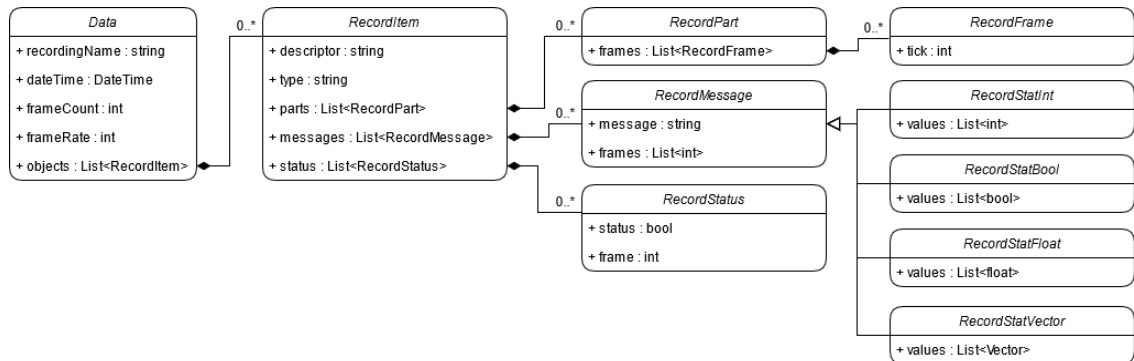 Data
+ recordingName : string
+ dateTime : DateTime
+ frameCount : int
+ frameRate : int
+ objects : List<RecordItem>
0..*
RecordItem
+ descriptor : string
+ type : string
+ parts : List<RecordPart>
+ messages : List<RecordMessage>
+ status : List<RecordStatus>
0..*
RecordPart
+ frames : List<RecordFrame>
0..*
RecordMessage
+ message : string
+ frames : List<int>
0..*
RecordStatus
+ status : bool
+ frame : int
0..*
RecordFrame
+ tick : int
RecordStatInt
+ values : List<int>
RecordStatBool
+ values : List<bool>
RecordStatFloat
+ values : List<float>
RecordStatVector
+ values : List<Vector>